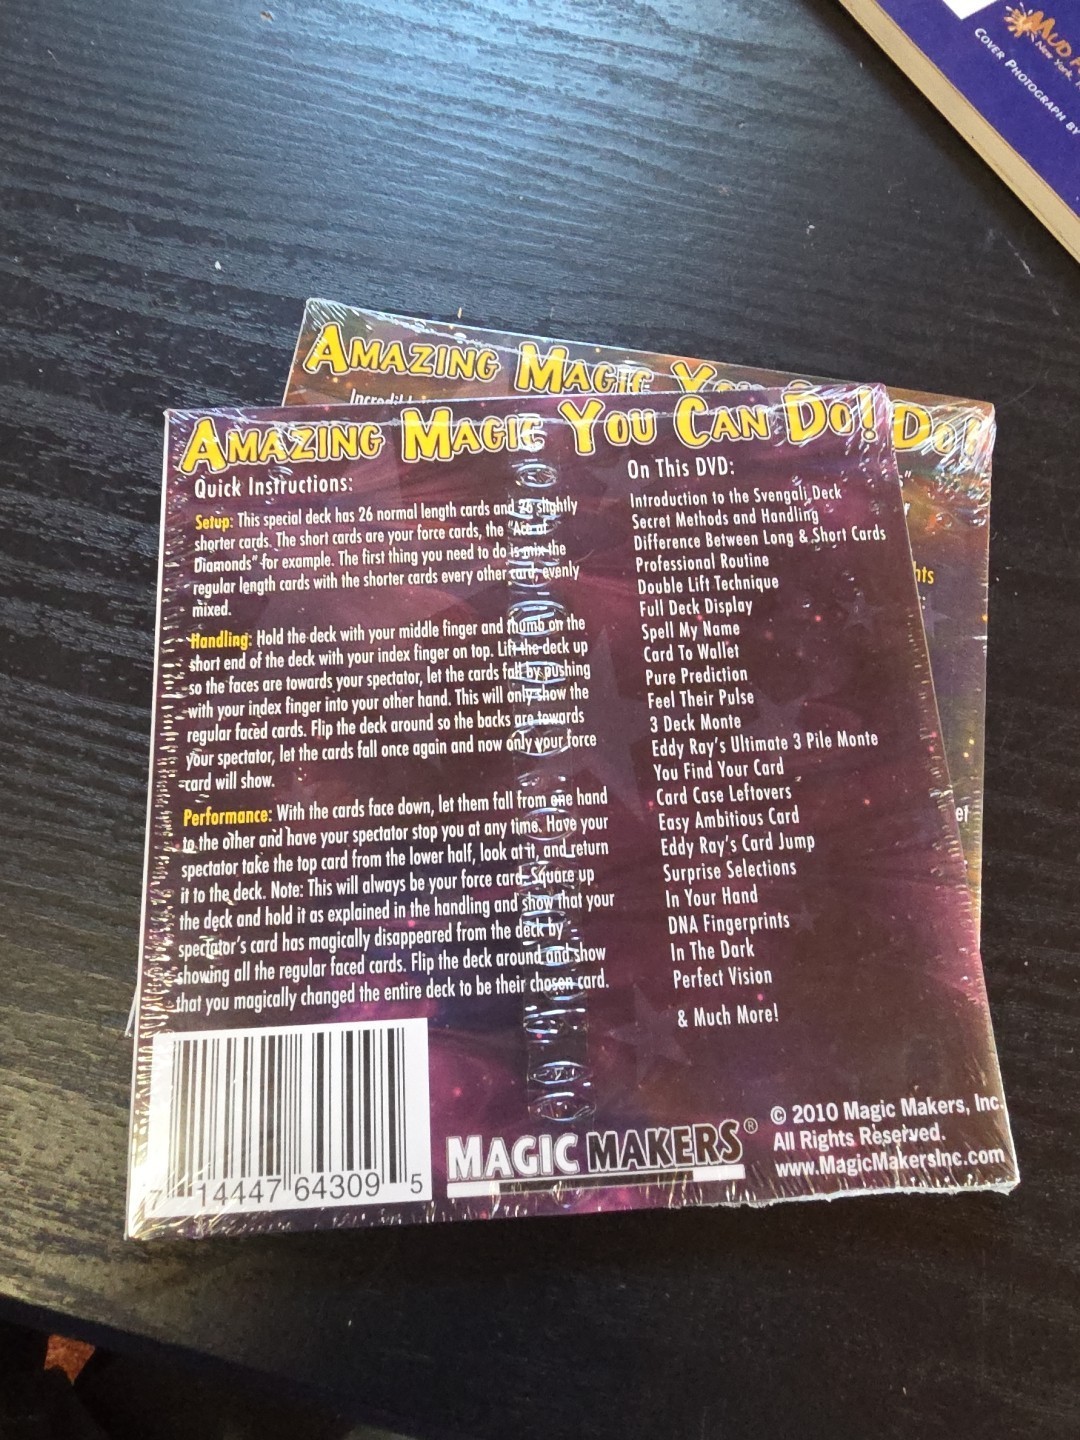 MUD P
New York,
COVER PHOTOGRAPH BY
AMAZING MAGIC YOU
DO!
AMAZING MAGIC YOU CAN DO!
Quick Instructions:
Setup: This special deck has 26 normal length cards and 26 slightly
shorter cards. The short cards are your force cards, the "Ace of
Diamonds" for example. The first thing you need to do is mix the
regular length cards with the shorter cards every other card, evenly
mixed.
Handling: Hold the deck with your middle finger and thumb on the
short end of the deck with your index finger on top. Lift the deck up
so the faces are towards your spectator, let the cards fall by pushing
with your index finger into your other hand. This will only show the
regular faced cards. Flip the deck around so the backs are towards
your spectator, let the cards fall once again and now only your force
card will show.
Performance: With the cards face down, let them fall from one hand
to the other and have your spectator stop you at any time. Have your
spectator take the top card from the lower half, look at it, and return
it to the deck. Note: This will always be your force card. Square up
the deck and hold it as explained in the handling and show that your
spectator's card has magically disappeared from the deck by
showing all the regular faced cards. Flip the deck around and show
that you magically changed the entire deck to be their chosen card.
On This DVD:
Introduction to the Svengali Deck
Secret Methods and Handling
Difference Between Long & Short Cards
Professional Routine
Double Lift Technique
Full Deck Display
Spell My Name
Card To Wallet
Pure Prediction
Feel Their Pulse
3 Deck Monte
Eddy Ray's Ultimate 3 Pile Monte
You Find Your Card
Card Case Leftovers
Easy Ambitious Card
Eddy Ray's Card Jump
Surprise Selections
In Your Hand
DNA Fingerprints
In The Dark
Perfect Vision
& Much More!
7 14447 64309 5
MAGIC MAKERS®
© 2010 Magic Makers, Inc.
All Rights Reserved.
www.MagicMakersInc.com